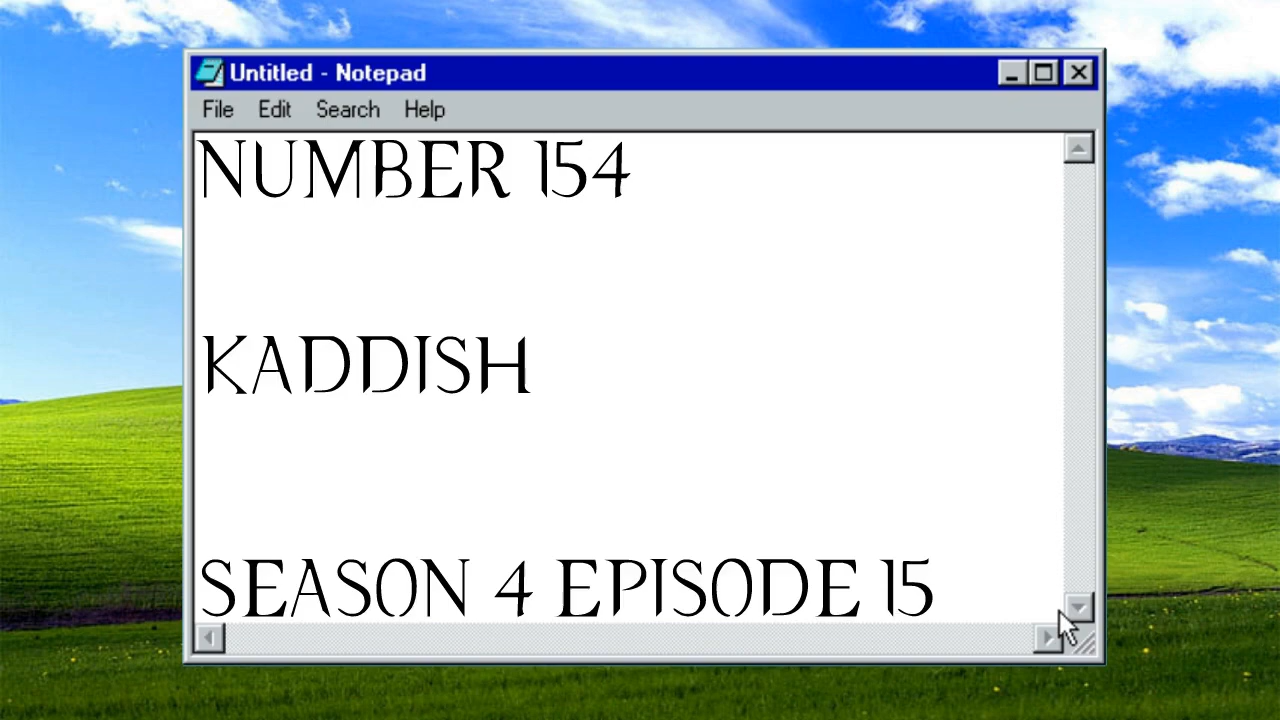 Untitled - Notepad
File Edit Search Help
NUMBER 154
KADDISH
SEASON 4 EPISODE 15